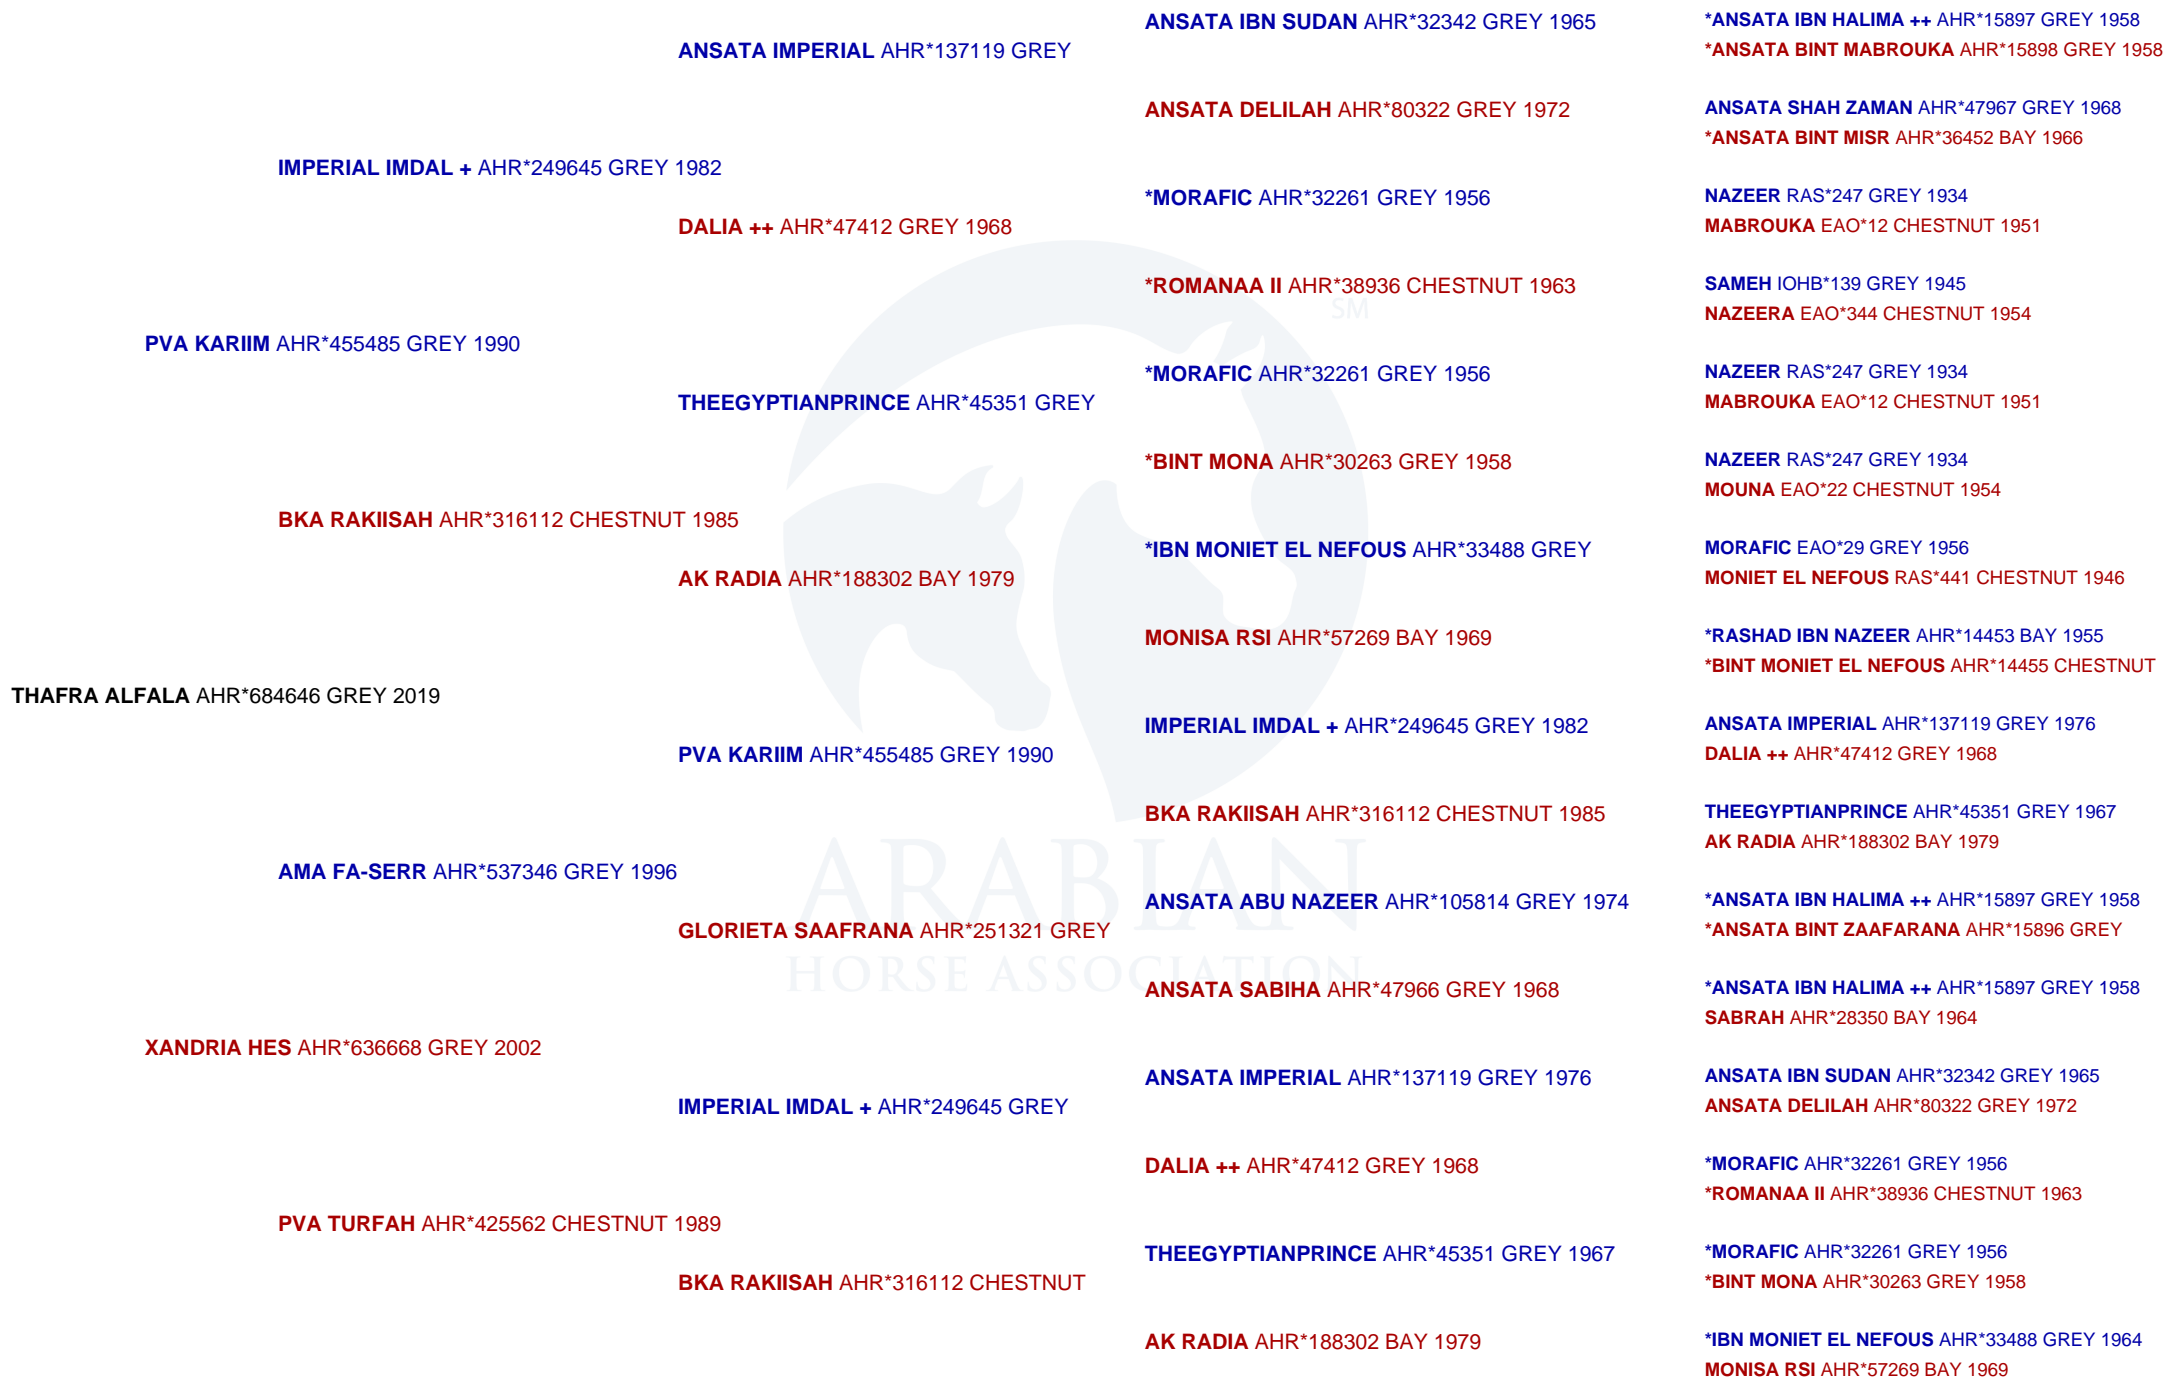 ANSATA IBN SUDAN AHR*32342 GREY 1965
*ANSATA IBN HALIMA ++ AHR*15897 GREY 1958
ANSATA IMPERIAL AHR*137119 GREY
*ANSATA BINT MABROUKA AHR*15898 GREY 1958
ANSATA DELILAH AHR*80322 GREY 1972
ANSATA SHAH ZAMAN AHR*47967 GREY 1968
*ANSATA BINT MISR AHR*36452 BAY 1966
IMPERIAL IMDAL + AHR*249645 GREY 1982
*MORAFIC AHR*32261 GREY 1956
NAZEER RAS*247 GREY 1934
DALIA ++ AHR*47412 GREY 1968
MABROUKA EAO*12 CHESTNUT 1951
*ROMANAA II AHR*38936 CHESTNUT 1963
SAMEH IOHB*139 GREY 1945
SM
NAZEERA EAO*344 CHESTNUT 1954
PVA KARIIM AHR*455485 GREY 1990
*MORAFIC AHR*32261 GREY 1956
NAZEER RAS*247 GREY 1934
THEEGYPTIANPRINCE AHR*45351 GREY
MABROUKA EAO*12 CHESTNUT 1951
*BINT MONA AHR*30263 GREY 1958
NAZEER RAS*247 GREY 1934
MOUNA EAO*22 CHESTNUT 1954
BKA RAKIISAH AHR*316112 CHESTNUT 1985
*IBN MONIET EL NEFOUS AHR*33488 GREY
MORAFIC EAO*29 GREY 1956
AK RADIA AHR*188302 BAY 1979
MONIET EL NEFOUS RAS*441 CHESTNUT 1946
MONISA RSI AHR*57269 BAY 1969
*RASHAD IBN NAZEER AHR*14453 BAY 1955
*BINT MONIET EL NEFOUS AHR*14455 CHESTNUT
THAFRA ALFALA AHR*684646 GREY 2019
IMPERIAL IMDAL + AHR*249645 GREY 1982
ANSATA IMPERIAL AHR*137119 GREY 1976
PVA KARIIM AHR*455485 GREY 1990
DALIA ++ AHR*47412 GREY 1968
BKA RAKIISAH AHR*316112 CHESTNUT 1985
THEEGYPTIANPRINCE AHR*45351 GREY 1967
AK RADIA AHR*188302 BAY 1979
AMA FA-SERR AHR*537346 GREY 1996
ARABIAN
ANSATA ABU NAZEER AHR*105814 GREY 1974
*ANSATA IBN HALIMA ++ AHR*15897 GREY 1958
GLORIETA SAAFRANA AHR*251321 GREY
*ANSATA BINT ZAAFARANA AHR*15896 GREY
HORSE ASSOCIATION
ANSATA SABIHA AHR*47966 GREY 1968
*ANSATA IBN HALIMA ++ AHR*15897 GREY 1958
SABRAH AHR*28350 BAY 1964
XANDRIA HES AHR*636668 GREY 2002
ANSATA IMPERIAL AHR*137119 GREY 1976
ANSATA IBN SUDAN AHR*32342 GREY 1965
IMPERIAL IMDAL + AHR*249645 GREY
ANSATA DELILAH AHR*80322 GREY 1972
DALIA ++ AHR*47412 GREY 1968
*MORAFIC AHR*32261 GREY 1956
*ROMANAA II AHR*38936 CHESTNUT 1963
PVA TURFAH AHR*425562 CHESTNUT 1989
THEEGYPTIANPRINCE AHR*45351 GREY 1967
*MORAFIC AHR*32261 GREY 1956
BKA RAKIISAH AHR*316112 CHESTNUT
*BINT MONA AHR*30263 GREY 1958
AK RADIA AHR*188302 BAY 1979
*IBN MONIET EL NEFOUS AHR*33488 GREY 1964
MONISA RSI AHR*57269 BAY 1969